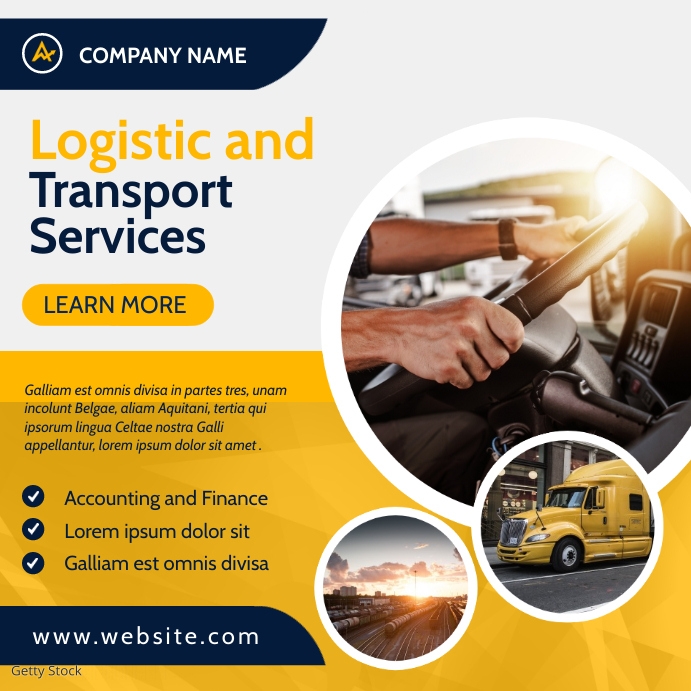 COMPANY NAME
Logistic and
Transport
Services
LEARN MORE
Galliam est omnis divisa in partes tres, unam
incolunt Belgae, aliam Aquitani, tertia qui
ipsorum lingua Celtae nostra Galli
appellantur, lorem ipsum dolor sit amet .
Accounting and Finance
Lorem ipsum dolor sit
Galliam est omnis divisa
www.website.com
Getty Stock